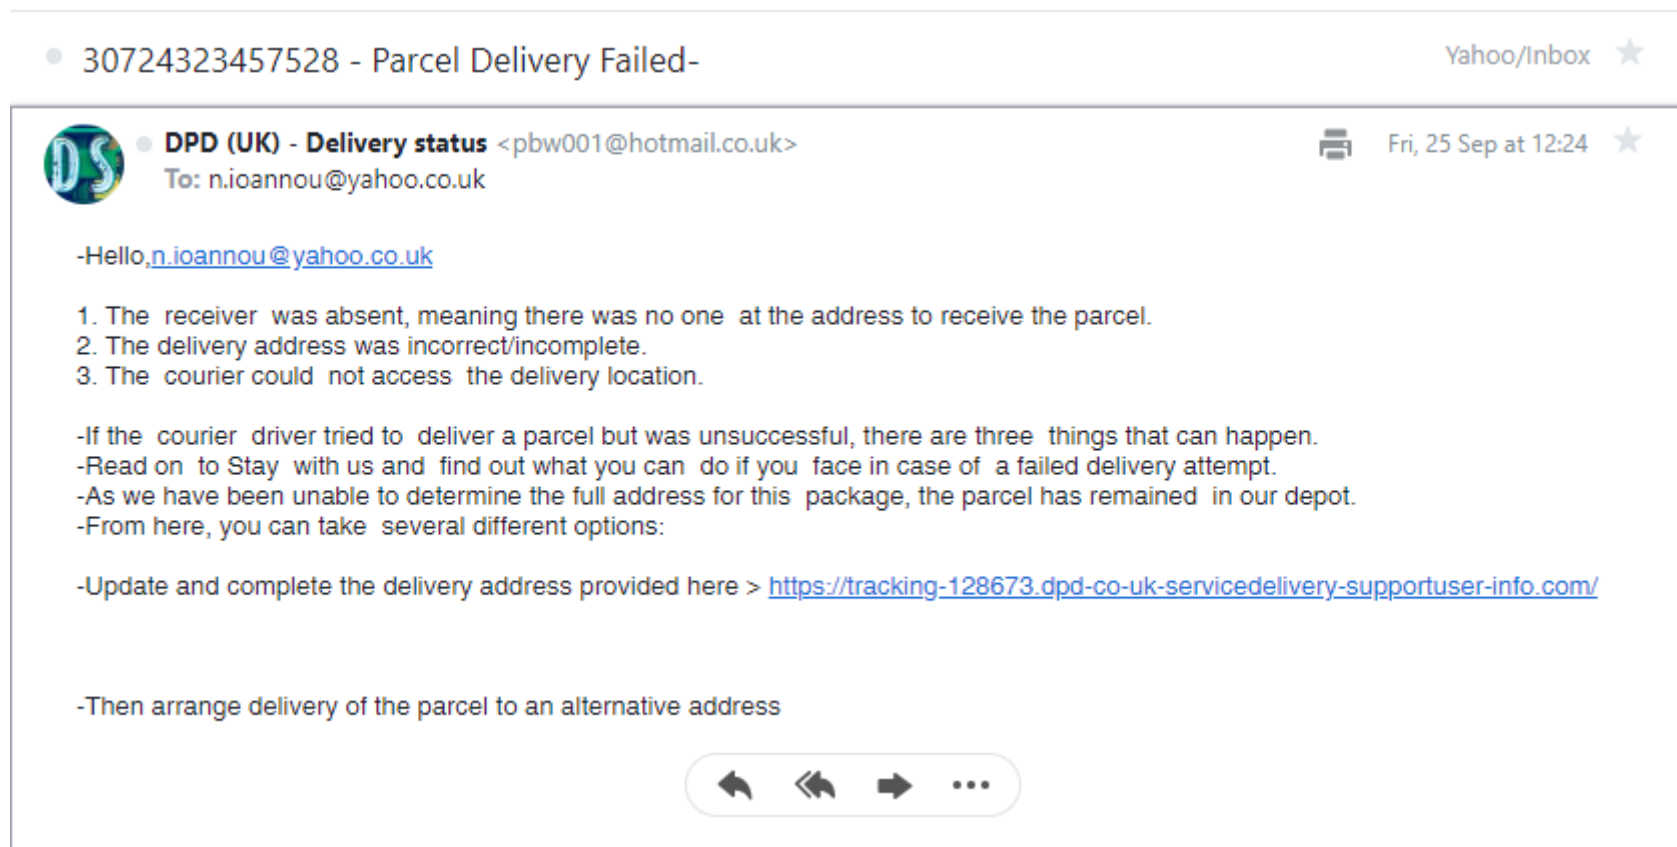 30724323457528 - Parcel Delivery Failed-
Yahoo/Inbox
DS
DPD (UK) - Delivery status <pbw001@hotmail.co.uk>
Fri, 25 Sep at 12:24
To: n.ioannou@yahoo.co.uk
-Hello,n.ioannou@yahoo.co.uk
1. The  receiver  was absent, meaning there was no one  at the address to receive the parcel.
2. The delivery address was incorrect/incomplete.
3. The  courier could  not access  the delivery location.
-If the  courier  driver tried to  deliver a parcel but was unsuccessful, there are three  things that can happen.
-Read on  to Stay  with us and  find out what you can  do if you  face in case of  a failed delivery attempt.
-As we have been unable to determine the full address for this  package, the parcel has remained  in our depot.
-From here, you can take  several different options:
-Update and complete the delivery address provided here > https://tracking-128673.dpd-co-uk-servicedelivery-supportuser-info.com/
-Then arrange delivery of the parcel to an alternative address